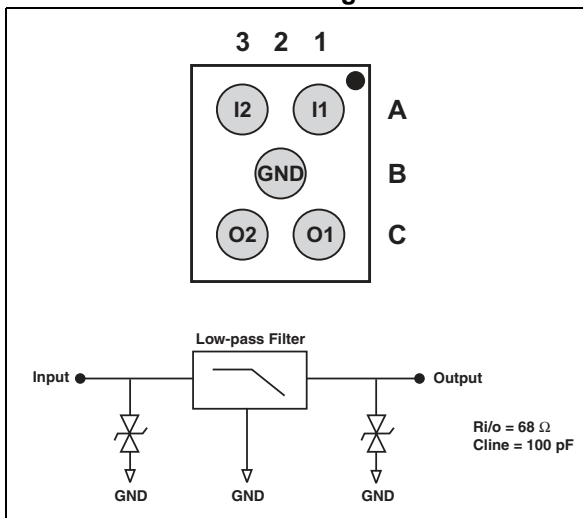 3 2 1
I2 I1 A
GND B
O2 O1 C
Low-pass Filter
Input Output
Ri/o = 68 Ω
Cline = 100 pF
GND GND GND